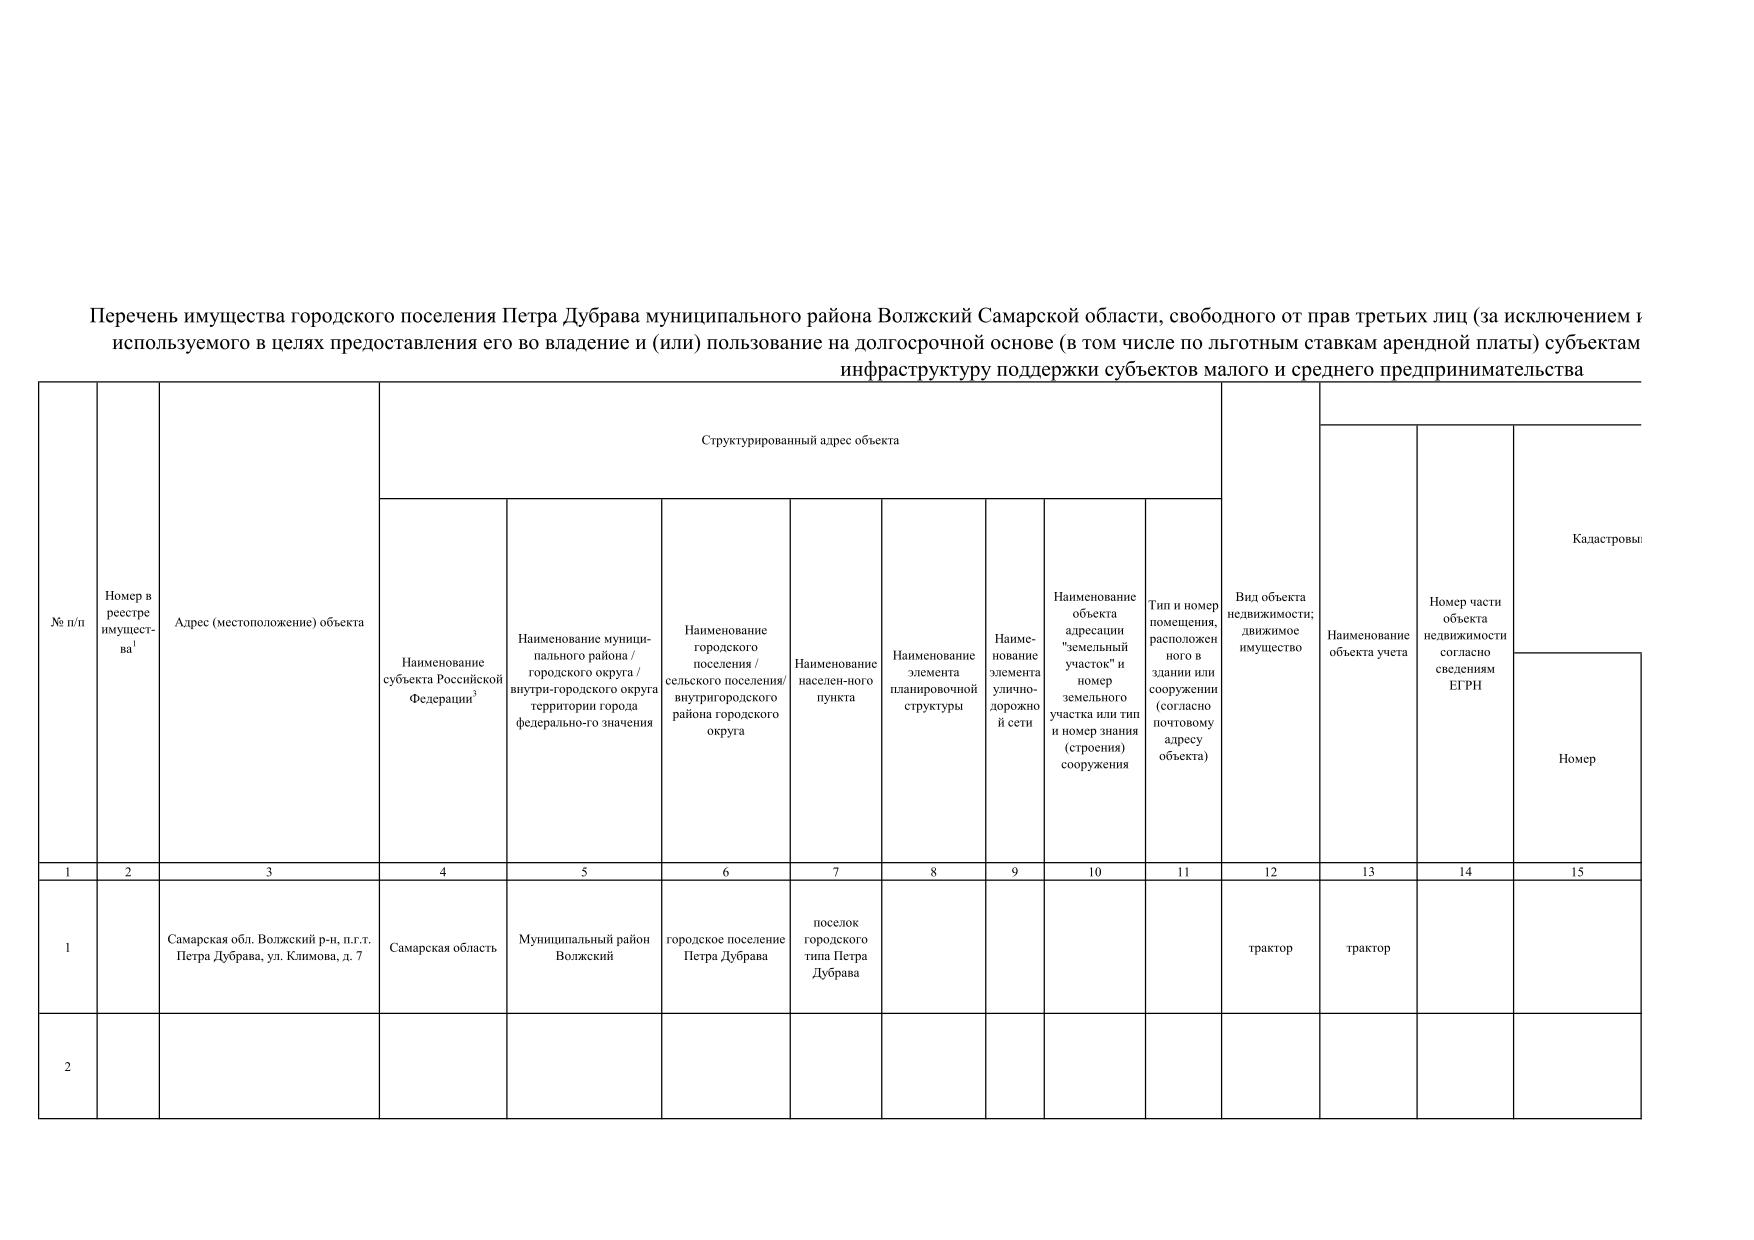 Перечень имущества городского поселения Петра Дубрава муниципального района Волжский Самарской области, свободного от прав третьих лиц (за исключением и
используемого в целях предоставления его во владение и (или) пользование на долгосрочной основе (в том числе по льготным ставкам арендной платы) субъектам
инфраструктуру поддержки субъектов малого и среднего предпринимательства
№ п/п
Номер в
реестре
имущест-
ва1
Адрес (местоположение) объекта
Структурированный адрес объекта
Наименование
субъекта Российской
Федерации3
Наименование муници-
пального района /
городского округа /
внутри-городского округа
территории города
федерально-го значения
Наименование
городского
поселения /
сельского поселения/
внутригородского
района городского
округа
Наименование
населен-ного
пункта
Наименование
элемента
планировочной
структуры
Наиме-
нование
элемента
улично-
дорожно
й сети
Наименование
объекта
адресации
"земельный
участок" и
номер
земельного
участка или тип
и номер знания
(строения)
сооружения
Тип и номер
помещения,
расположен
ного в
здании или
сооружении
(согласно
почтовому
адресу
объекта)
Вид объекта
недвижимости;
движимое
имущество
Наименование
объекта учета
Номер части
объекта
недвижимости
согласно
сведениям
ЕГРН
Кадастровы
Номер
1 2 3 4 5 6 7 8 9 10 11 12 13 14 15
1
Самарская обл. Волжский р-н, п.г.т.
Петра Дубрава, ул. Климова, д. 7
Самарская область
Муниципальный район
Волжский
городское поселение
Петра Дубрава
поселок
городского
типа Петра
Дубрава
трактор
трактор
2